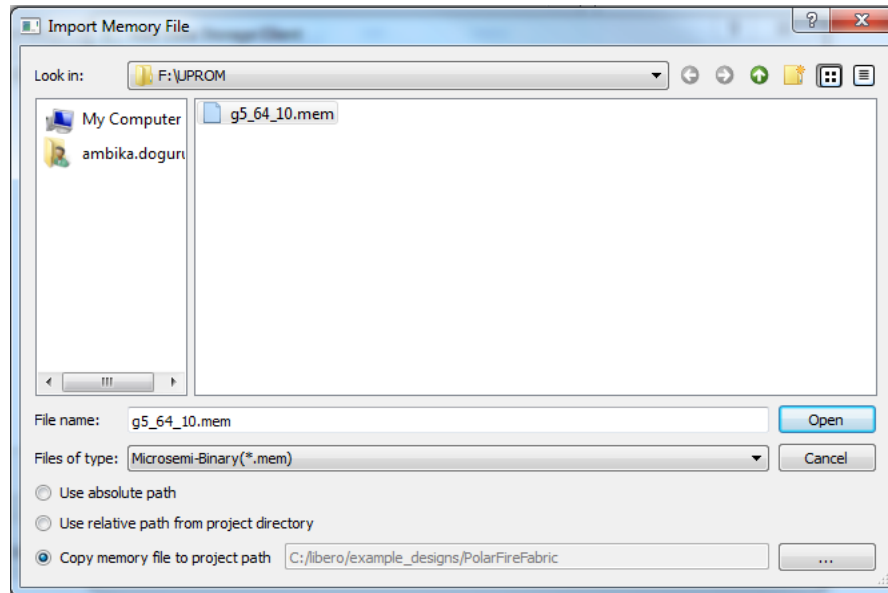 Import Memory File
Look in: F:\UPROM
My Computer
g5_64_10.mem
ambika.doguru
File name: g5_64_10.mem Open
Files of type: Microsemi-Binary(*.mem) Cancel
Use absolute path
Use relative path from project directory
Copy memory file to project path C:/libero/example_designs/PolarFireFabric ...